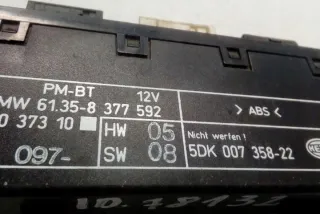 PM-BT 12V
MW 61.35-8 377 592
> ABS <
0 373 10 HW 05
Nicht werfen!
097- SW 08
5DK 007 358-22